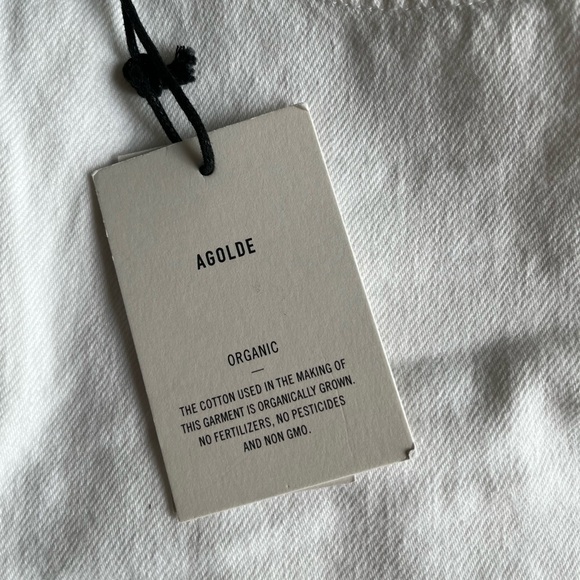 AGOLDE
ORGANIC
THE COTTON USED IN THE MAKING OF
THIS GARMENT IS ORGANICALLY GROWN.
NO FERTILIZERS, NO PESTICIDES
AND NON GMO.